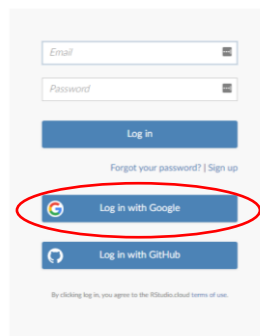 Email
Password
Log in
Forgot your password? | Sign up
Log in with Google
Log in with GitHub
By clicking log in, you agree to the RStudio.cloud terms of use.